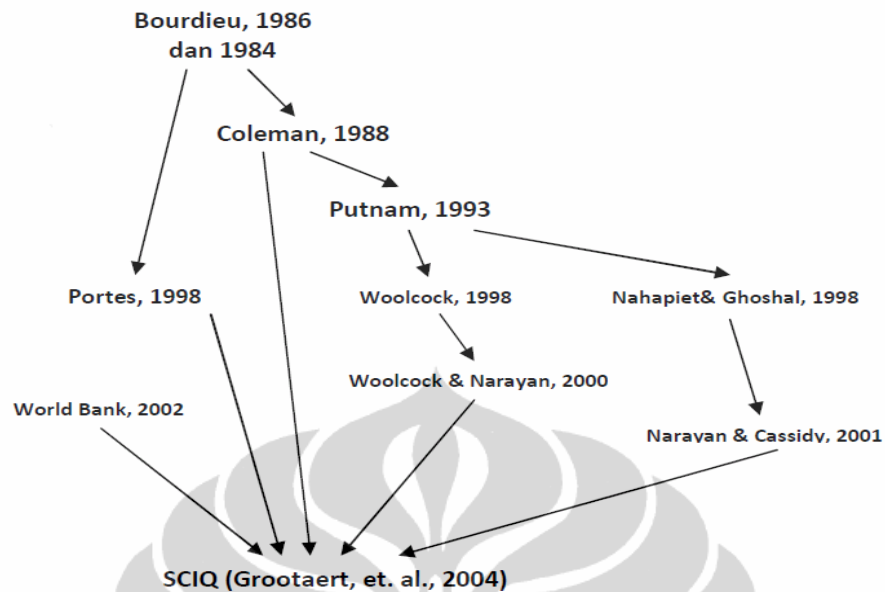 Bourdieu, 1986
dan 1984
Coleman, 1988
Putnam, 1993
Portes, 1998
Woolcock, 1998
Nahapiet& Ghoshal, 1998
Woolcock & Narayan, 2000
World Bank, 2002
Narayan & Cassidy, 2001
SCIQ (Grootaert, et. al., 2004)